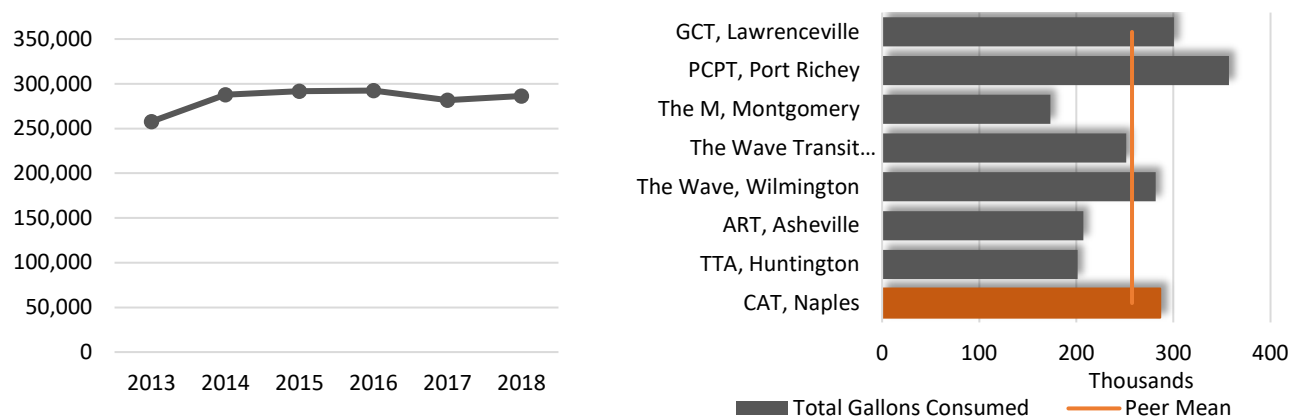 350,000
300,000
250,000
200,000
150,000
100,000
50,000
0
2013 2014 2015 2016 2017 2018
GCT, Lawrenceville
PCPT, Port Richey
The M, Montgomery
The Wave Transit...
The Wave, Wilmington
ART, Asheville
TTA, Huntington
CAT, Naples
0 100 200 300 400
Thousands
Total Gallons Consumed Peer Mean